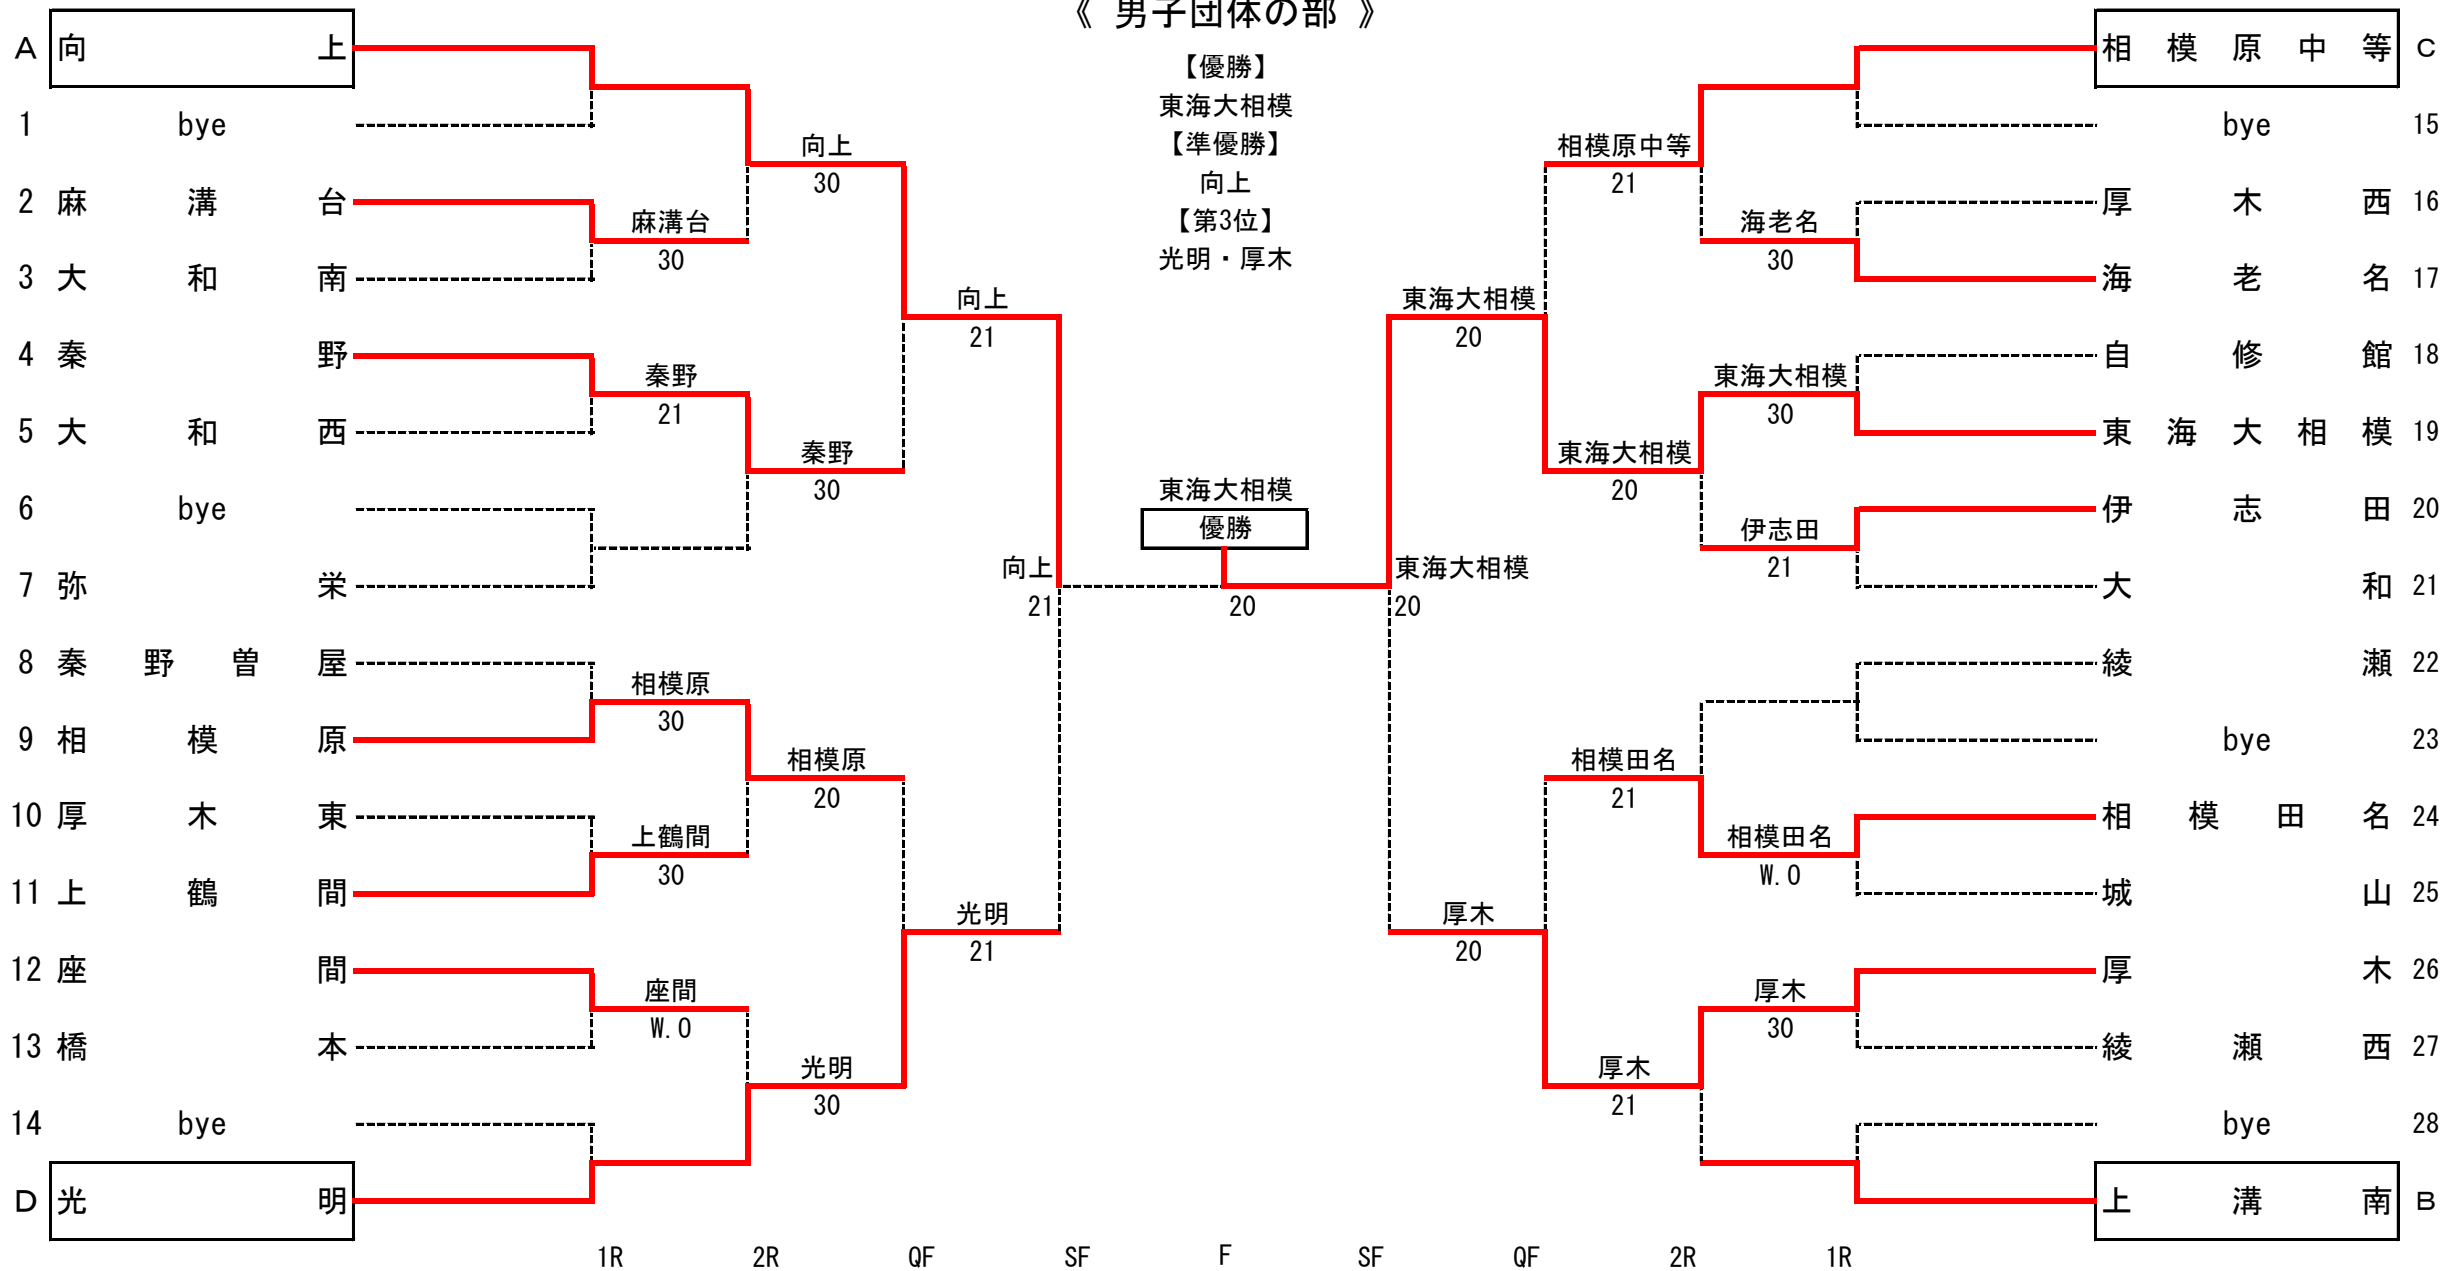 《 男子団体の部 》
【優勝】
東海大相模
【準優勝】
向上
【第3位】
光明・厚木
A 向上
1 bye
2 麻溝台
3 大和南
4 秦野
5 大和西
6 bye
7 弥栄
8 秦野曽屋
9 相模原
10 厚木東
11 上鶴間
12 座間
13 橋本
14 bye
D 光明
麻溝台
30
秦野
21
相模原
30
上鶴間
30
座間
W.O
向上
30
秦野
30
相模原
20
光明
30
向上
21
光明
21
向上
21
東海大相模
優勝
20
東海大相模
20
東海大相模
20
厚木
20
相模原中等
21
東海大相模
20
相模田名
21
厚木
21
海老名
30
東海大相模
30
伊志田
21
相模田名
W.O
厚木
30
相模原中等 C
bye 15
厚木西 16
海老名 17
自修館 18
東海大相模 19
伊志田 20
大和 21
綾瀬 22
bye 23
相模田名 24
城山 25
厚木 26
綾瀬西 27
bye 28
上溝南 B
1R 2R QF SF F SF QF 2R 1R